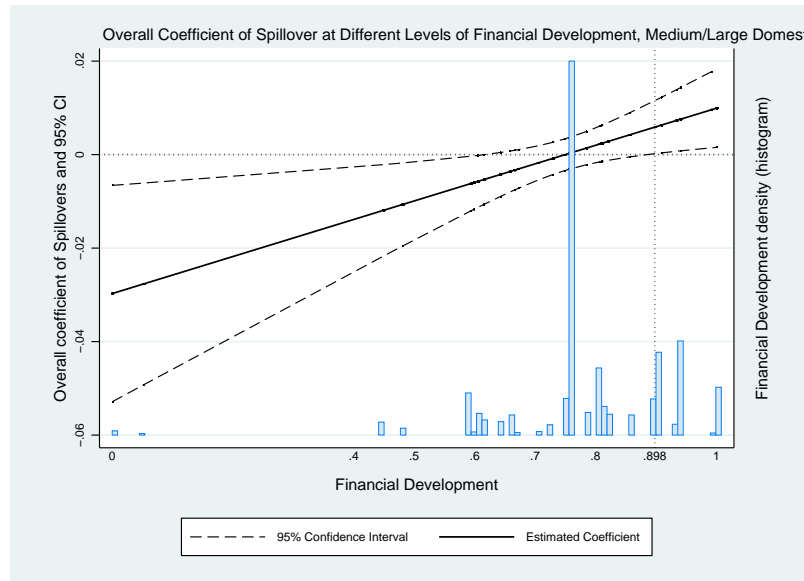 Overall Coefficient of Spillover at Different Levels of Financial Development, Medium/Large Domest
Overall coefficient of Spillovers and 95% CI
.02
0
-.02
-.04
-.06
Financial Development density (histogram)
0 .4 .5 .6 .7 .8 .898 1
Financial Development
95% Confidence Interval Estimated Coefficient